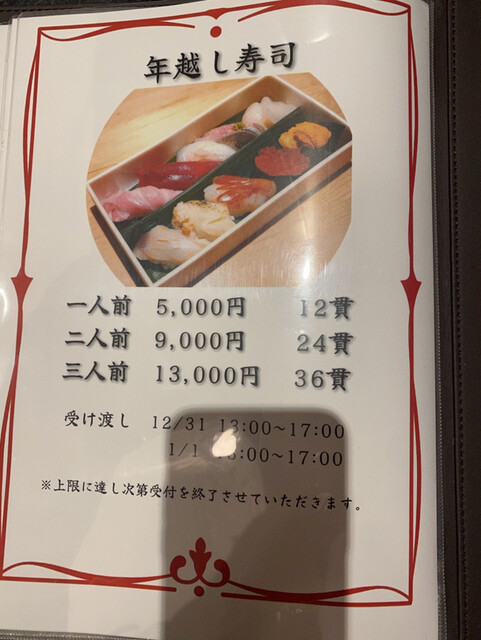 年越し寿司
一人前 5,000円 12貫
二人前 9,000円 24貫
三人前 13,000円 36貫
受け渡し 12/31 13:00~17:00
1/1 13:00~17:00
※上限に達し次第受付を終了させていただきます。